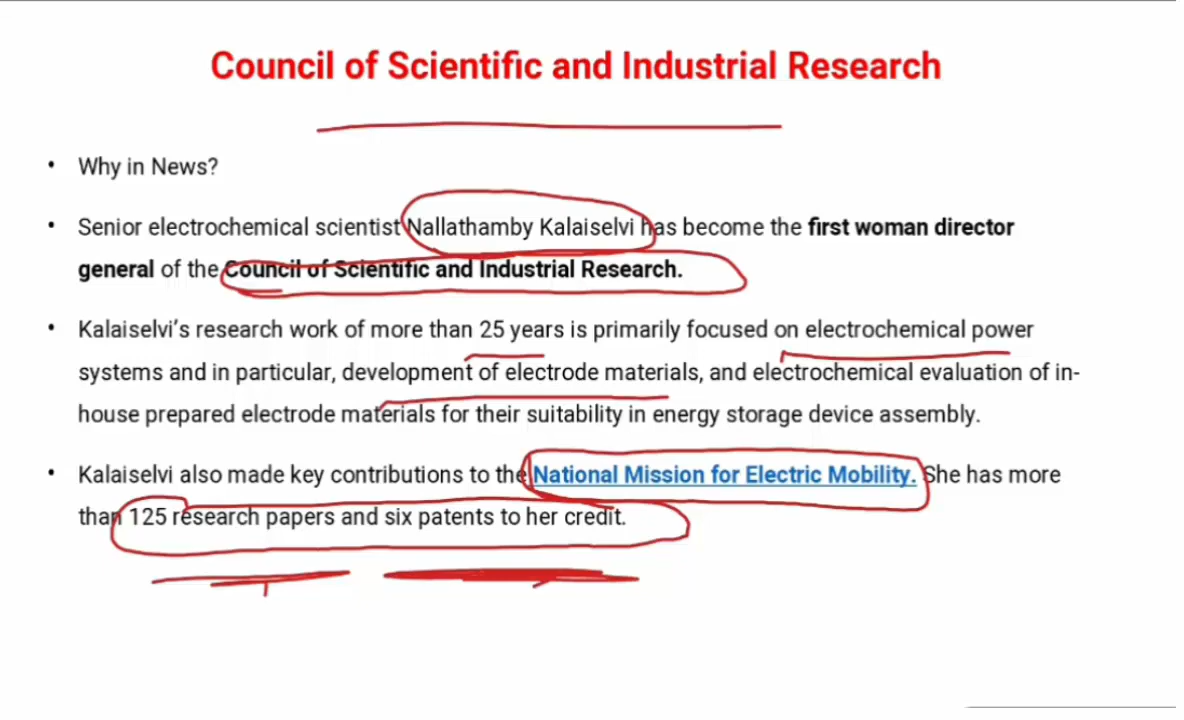 Council of Scientific and Industrial Research
• Why in News?
• Senior electrochemical scientist Nallathamby Kalaiselvi has become the first woman director
general of the Council of Scientific and Industrial Research.
• Kalaiselvi's research work of more than 25 years is primarily focused on electrochemical power
systems and in particular, development of electrode materials, and electrochemical evaluation of in-
house prepared electrode materials for their suitability in energy storage device assembly.
• Kalaiselvi also made key contributions to the National Mission for Electric Mobility. She has more
than 125 research papers and six patents to her credit.